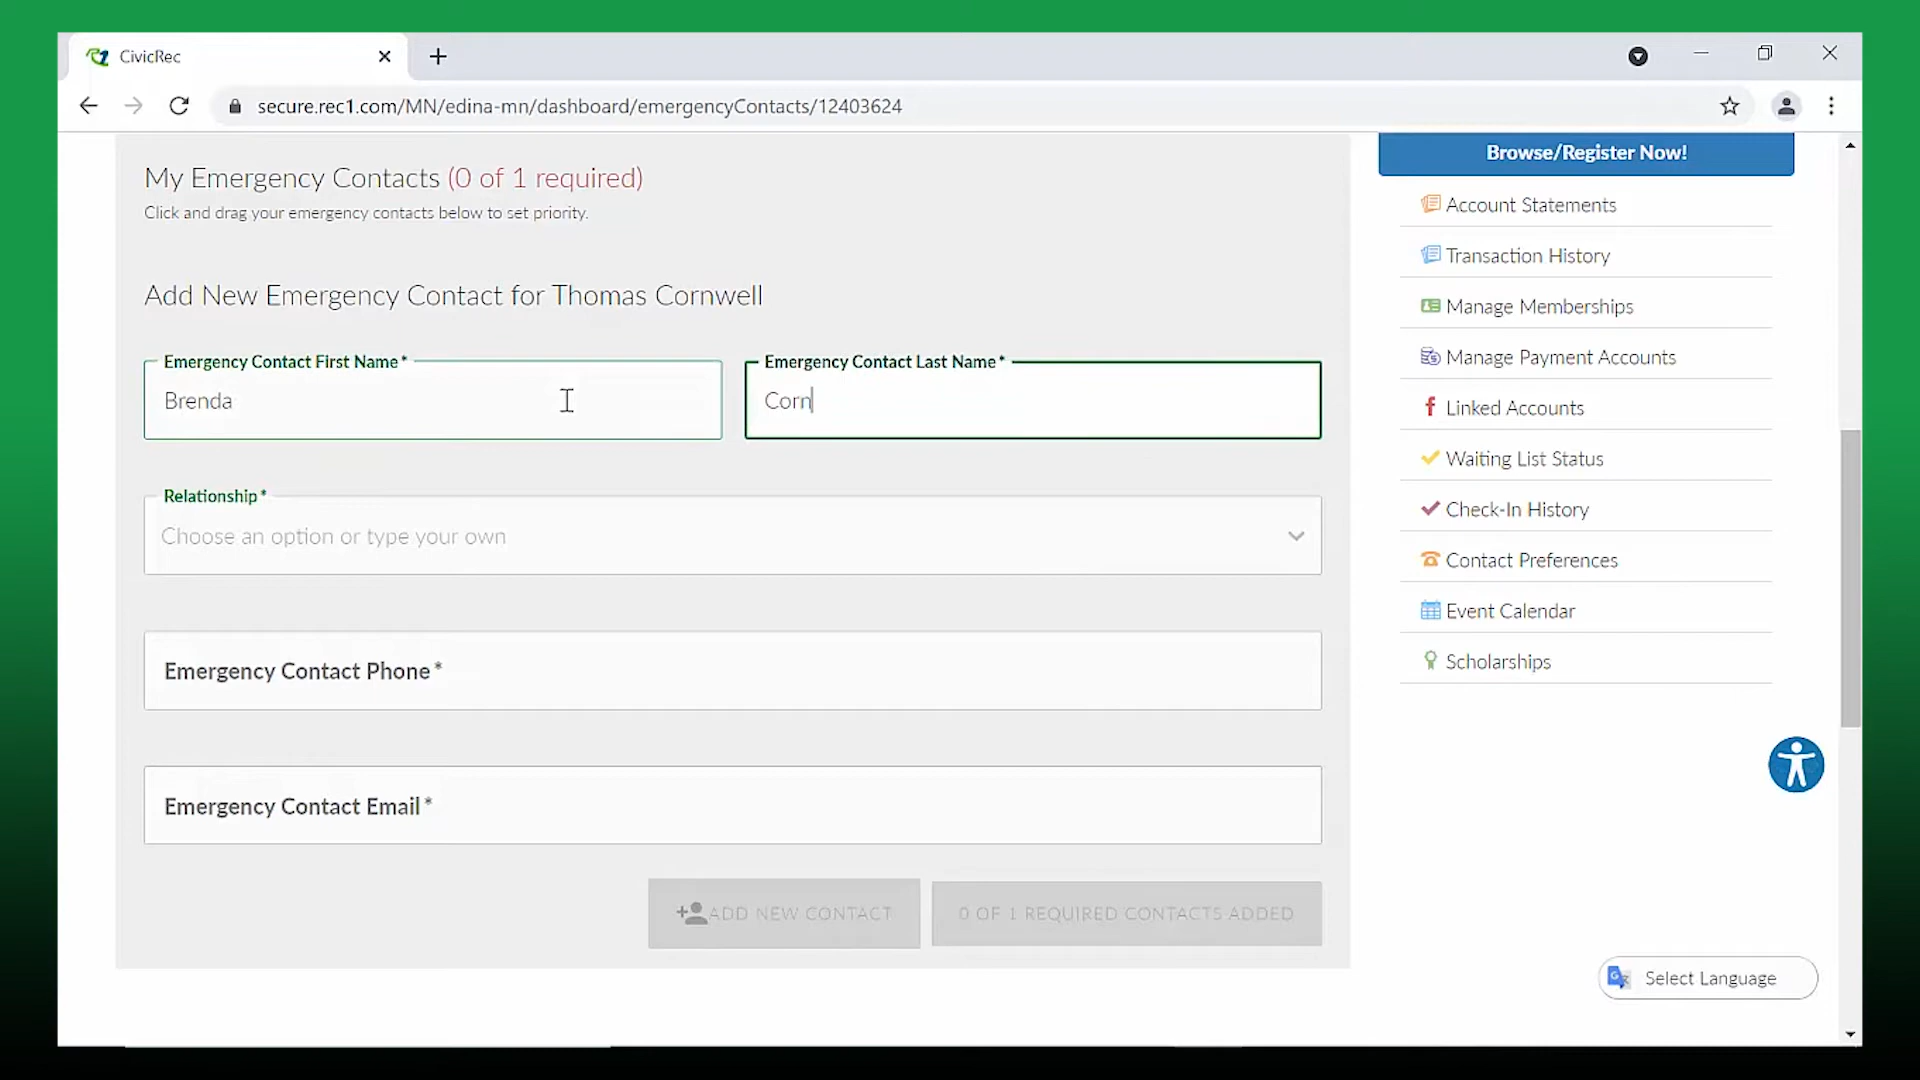 CivicRec
secure.rec1.com/MN/edina-mn/dashboard/emergencyContacts/12403624
My Emergency Contacts (0 of 1 required)
Click and drag your emergency contacts below to set priority.
Add New Emergency Contact for Thomas Cornwell
Emergency Contact First Name*
Brenda
Emergency Contact Last Name*
Corn
Relationship*
Choose an option or type your own
Emergency Contact Phone*
Emergency Contact Email*
ADD NEW CONTACT
0 OF 1 REQUIRED CONTACTS ADDED
Browse/Register Now!
Account Statements
Transaction History
Manage Memberships
Manage Payment Accounts
Linked Accounts
Waiting List Status
Check-In History
Contact Preferences
Event Calendar
Scholarships
Select Language